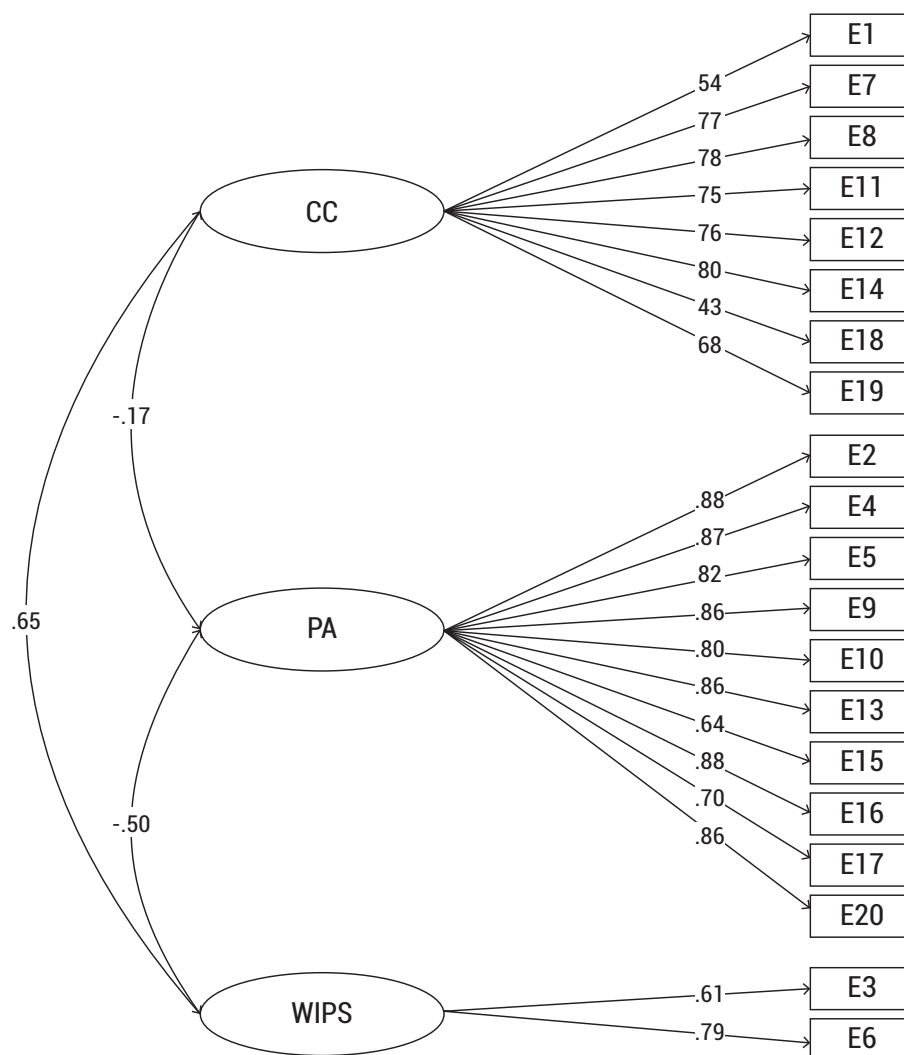 E1
54
E7
77
E8
78
E11
75
CC
E12
76
E14
80
E18
43
E19
68
-.17
E2
.88
E4
.87
E5
82
E9
.86
.65
PA
E10
.80
E13
.86
E15
.64
E16
.88
E17
.70
E20
.86
-.50
E3
.61
WIPS
E6
.79